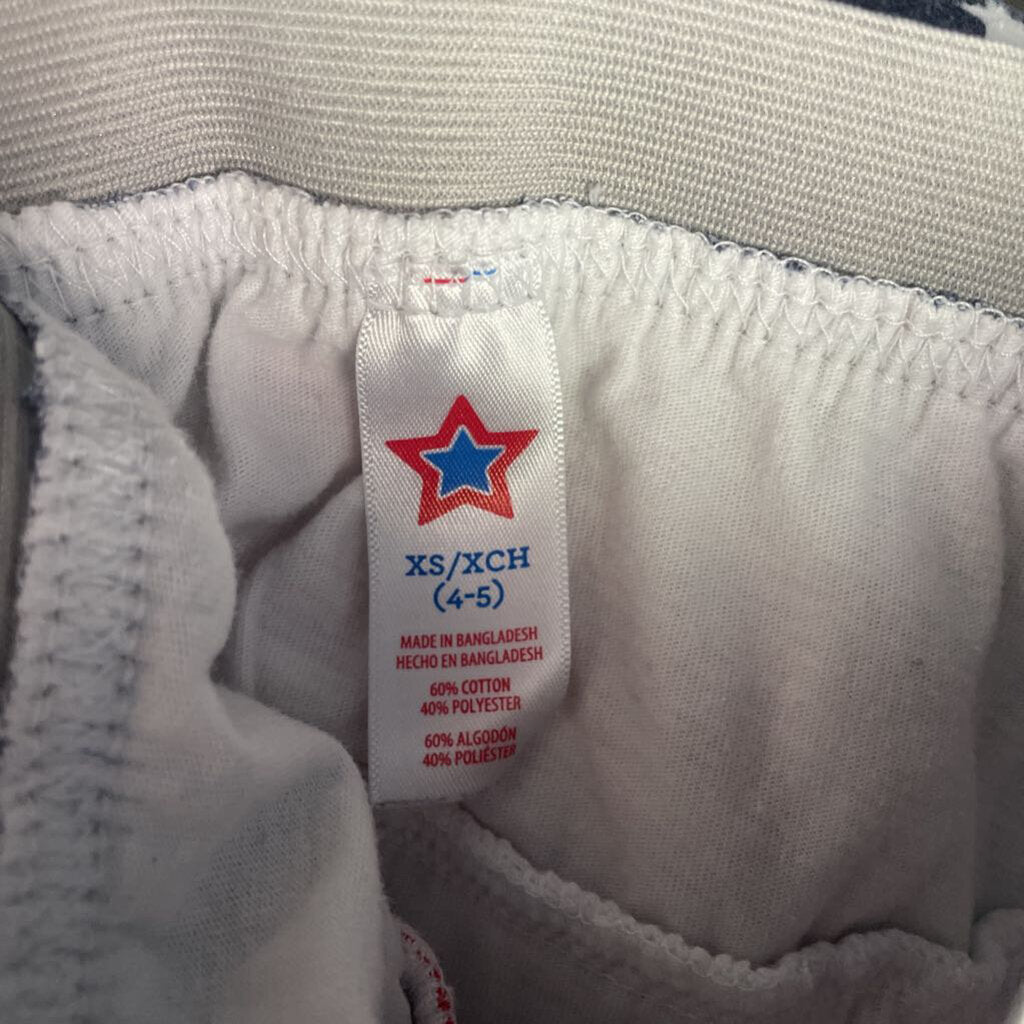 XS/XCH
(4-5)
MADE IN BANGLADESH
HECHO EN BANGLADESH
60% COTTON
40% POLYESTER
60% ALGODÓN
40% POLIÉSTER